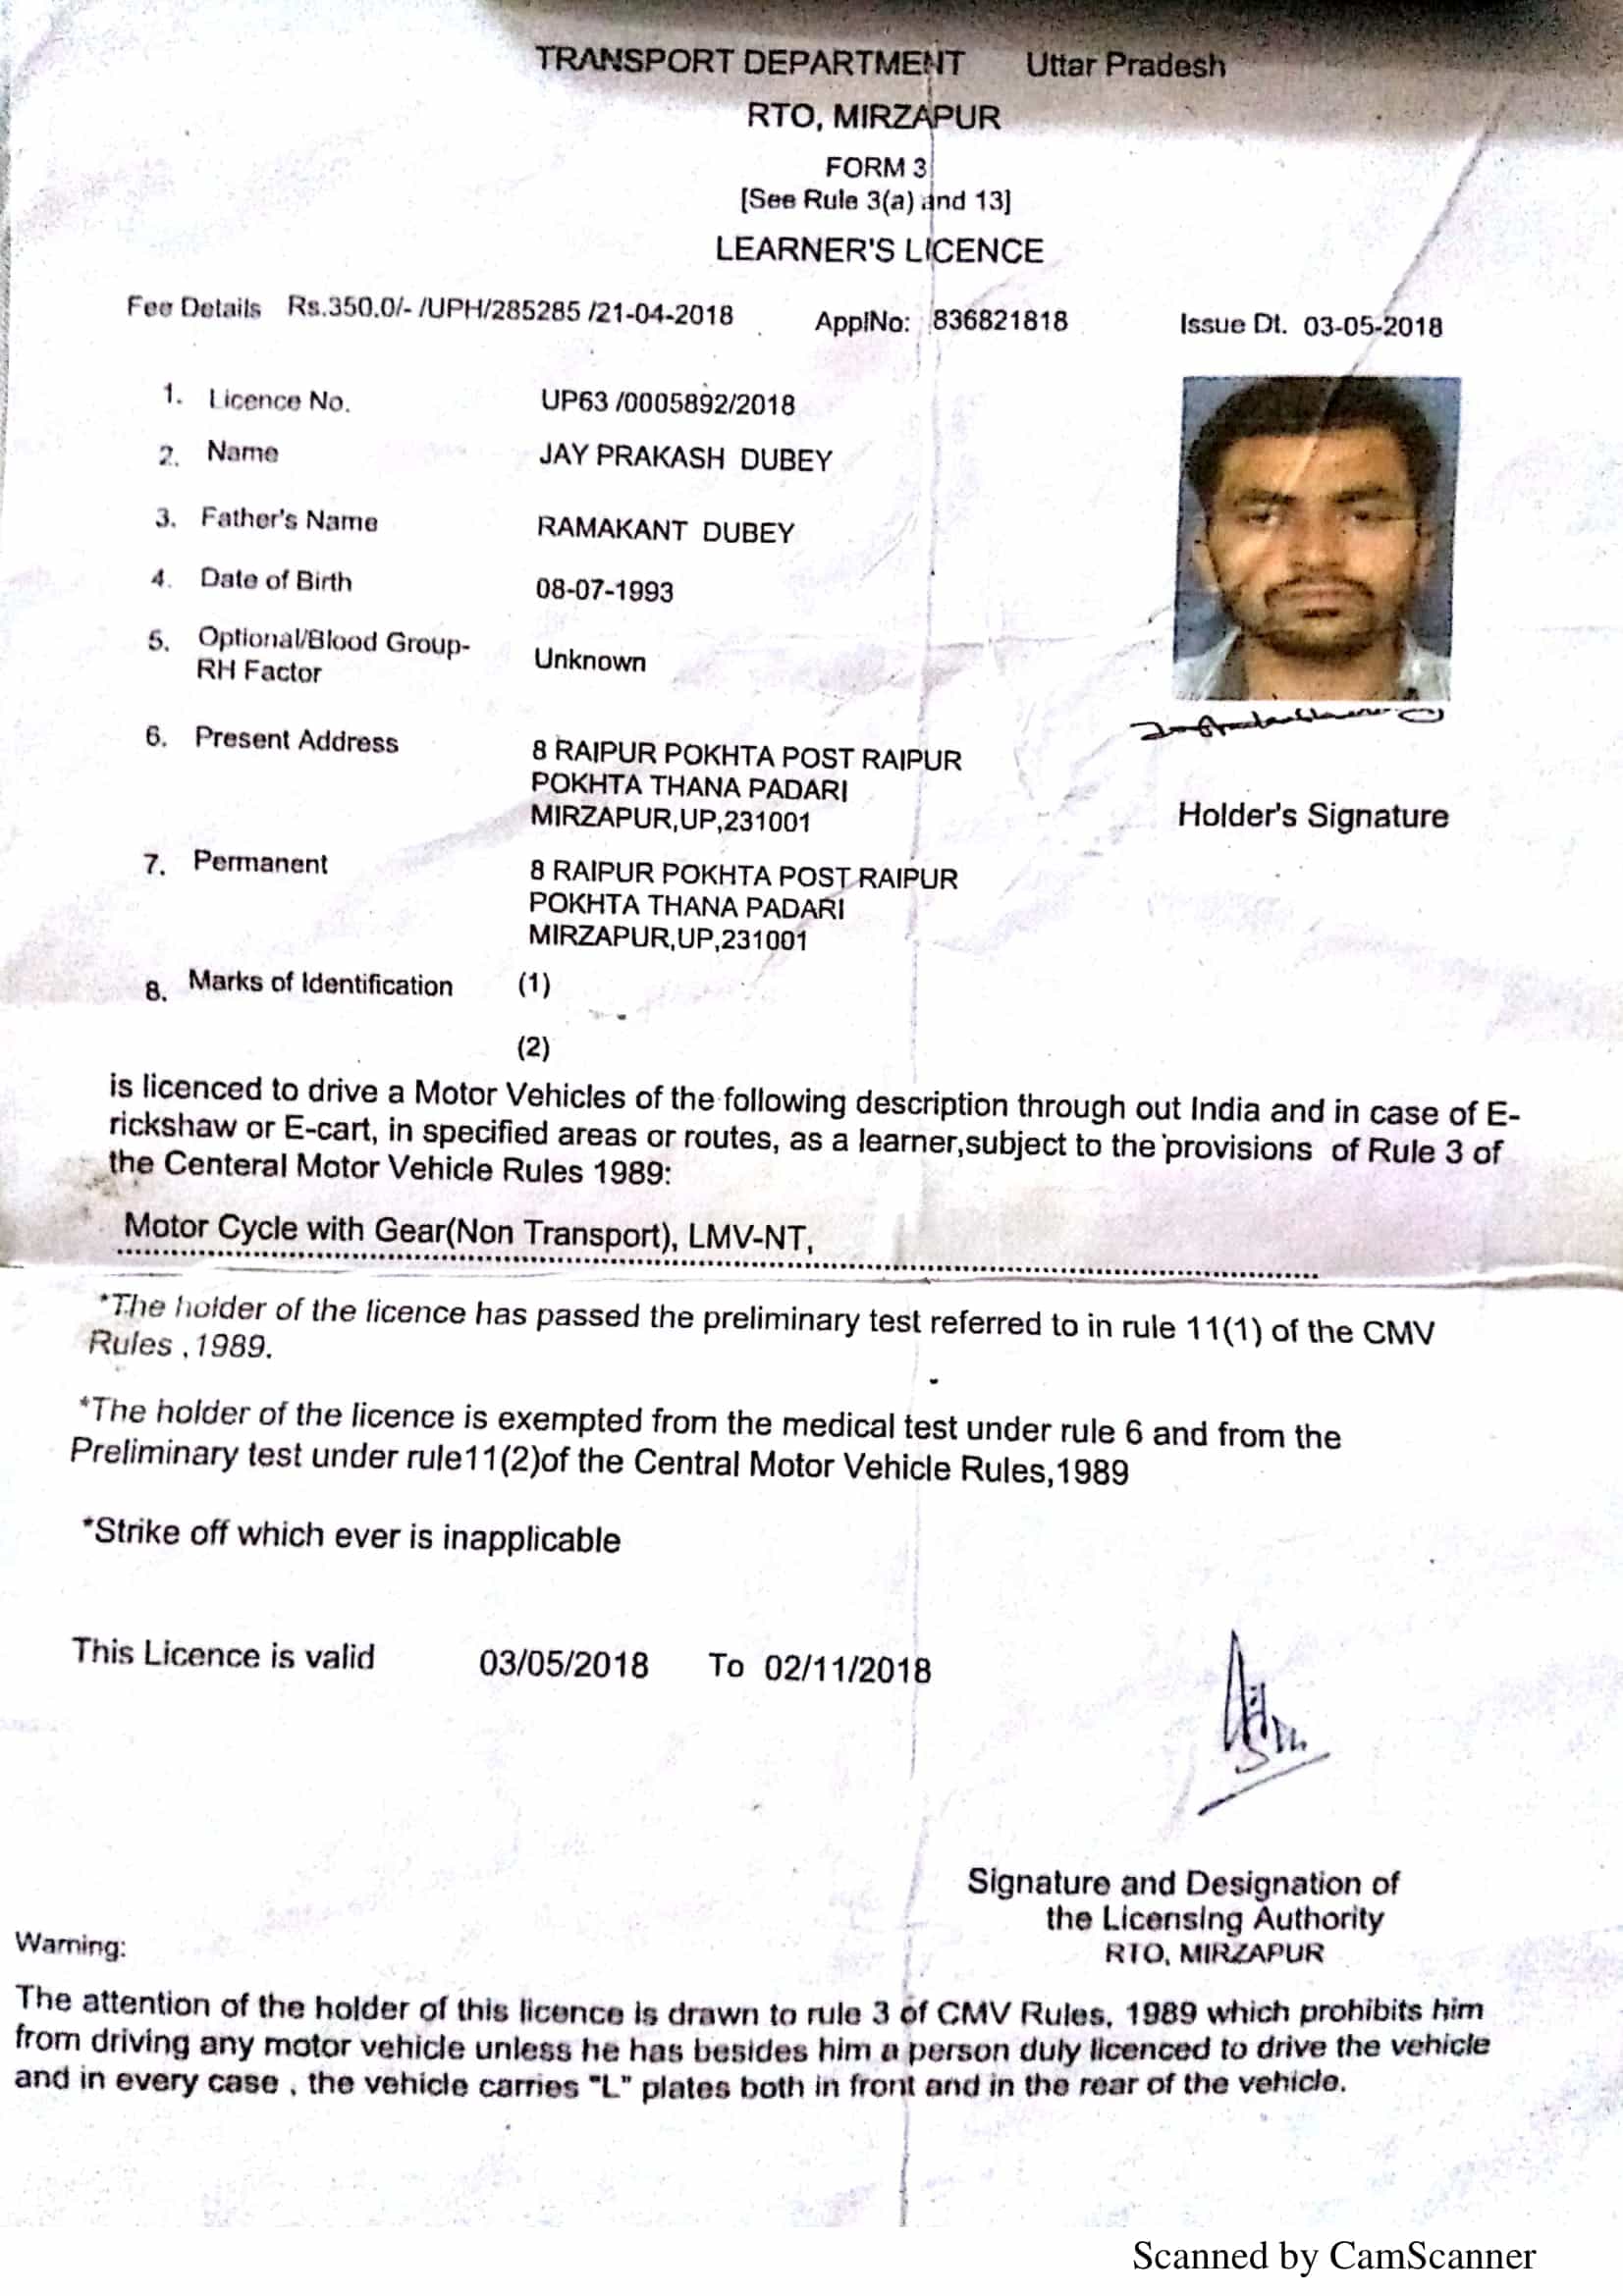 TRANSPORT DEPARTMENT Uttar Pradesh
RTO, MIRZAPUR
FORM 3
[See Rule 3(a) and 13]
LEARNER'S LICENCE
Fee Details Rs.350.0/- /UPH/285285 /21-04-2018 ApplNo: 836821818 Issue Dt. 03-05-2018
1. Licence No. UP63 /0005892/2018
2. Name JAY PRAKASH DUBEY
3. Father's Name RAMAKANT DUBEY
4. Date of Birth 08-07-1993
5. Optional/Blood Group-
RH Factor Unknown
6. Present Address 8 RAIPUR POKHTA POST RAIPUR
POKHTA THANA PADARI
MIRZAPUR,UP,231001
Holder's Signature
7. Permanent 8 RAIPUR POKHTA POST RAIPUR
POKHTA THANA PADARI
MIRZAPUR,UP,231001
8. Marks of Identification (1)
(2)
is licenced to drive a Motor Vehicles of the following description through out India and in case of E-
rickshaw or E-cart, in specified areas or routes, as a learner,subject to the provisions of Rule 3 of
the Centeral Motor Vehicle Rules 1989:
Motor Cycle with Gear(Non Transport), LMV-NT,
*The holder of the licence has passed the preliminary test referred to in rule 11(1) of the CMV
Rules , 1989.
*The holder of the licence is exempted from the medical test under rule 6 and from the
Preliminary test under rule11(2)of the Central Motor Vehicle Rules,1989
*Strike off which ever is inapplicable
This Licence is valid 03/05/2018 To 02/11/2018
Signature and Designation of
the Licensing Authority
RTO, MIRZAPUR
Warning:
The attention of the holder of this licence is drawn to rule 3 of CMV Rules, 1989 which prohibits him
from driving any motor vehicle unless he has besides him a person duly licenced to drive the vehicle
and in every case , the vehicle carries "L" plates both in front and in the rear of the vehicle.
Scanned by CamScanner